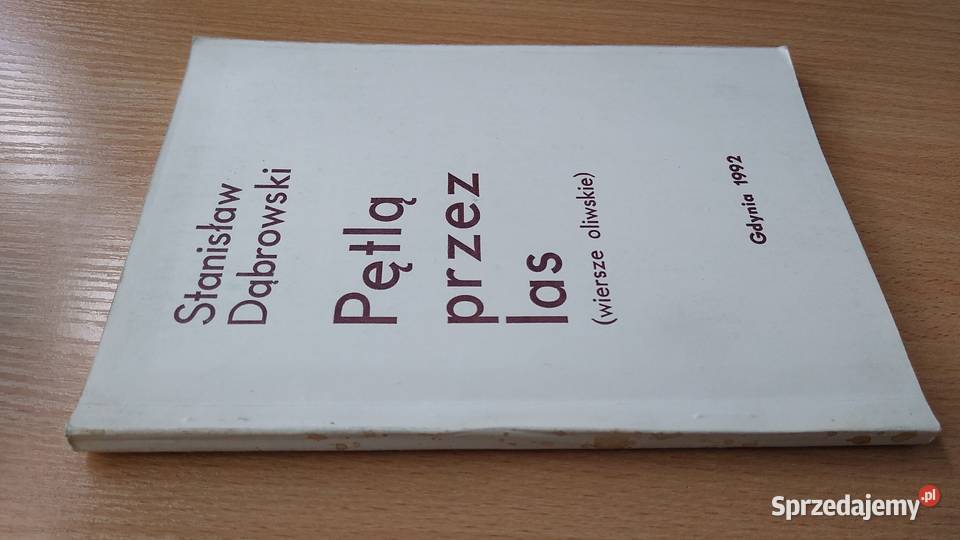 Stanisław
Dąbrowski
Pętlą
przez
las
(wiersze oliwskie)
Gdynia 1992
Sprzedajemy.pl